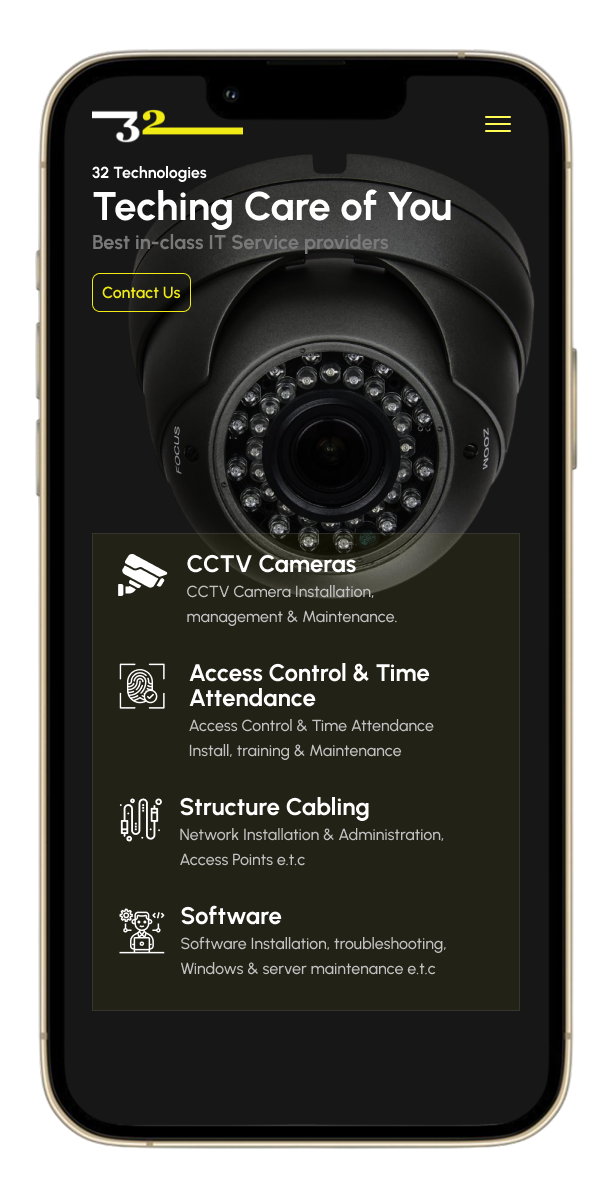 32
32 Technologies
Teching Care of You
Best in-class IT Service providers
Contact Us
FOCUS
ZOOM
CCTV Cameras
CCTV Camera Installation,
management & Maintenance.
Access Control & Time
Attendance
Access Control & Time Attendance
Install, training & Maintenance
Structure Cabling
Network Installation & Administration,
Access Points e.t.c
Software
Software Installation, troubleshooting,
Windows & server maintenance e.t.c